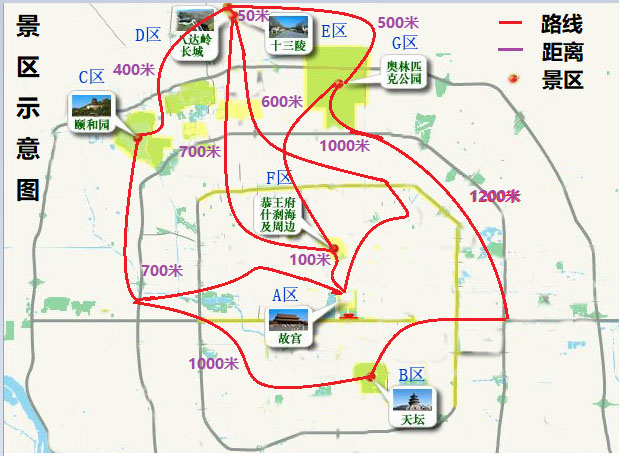 景区示意图
路线
距离
景区
50米
500米
D区
八达岭
长城
十三陵
E区
G区
奥林匹
克公园
C区
400米
颐和园
600米
700米
1000米
1200米
F区
恭王府
什刹海
及周边
100米
700米
A区
故宫
1000米
B区
天坛